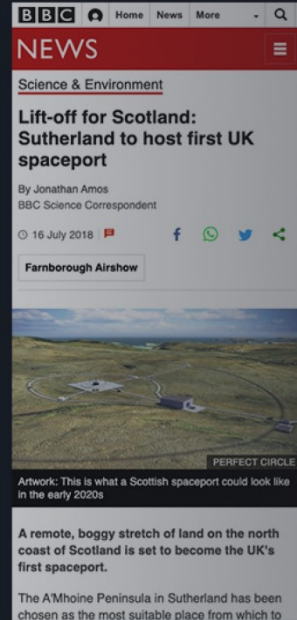 BBC Home News More
NEWS
Science & Environment
Lift-off for Scotland:
Sutherland to host first UK
spaceport
By Jonathan Amos
BBC Science Correspondent
16 July 2018
Farnborough Airshow
PERFECT CIRCLE
Artwork: This is what a Scottish spaceport could look like
in the early 2020s
A remote, boggy stretch of land on the north
coast of Scotland is set to become the UK's
first spaceport.
The A'Mhoine Peninsula in Sutherland has been
chosen as the most suitable place from which to